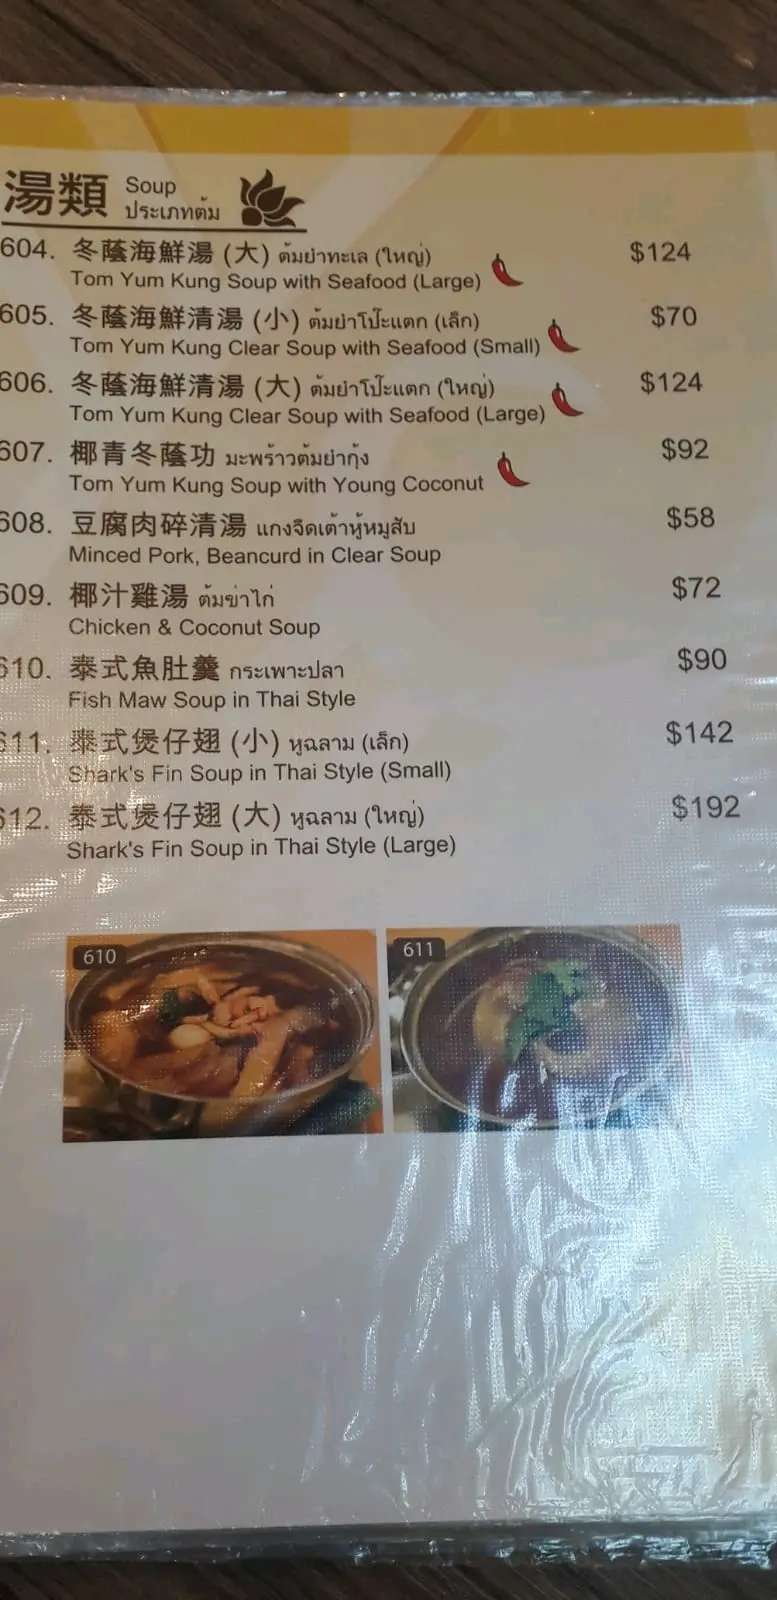 湯類 Soup
ประเภทต้ม
604. 冬蔭海鮮湯 (大) ต้มยำทะเล (ใหญ่) $124
Tom Yum Kung Soup with Seafood (Large)
605. 冬蔭海鮮清湯 (小) ต้มยำโป๊ะแตก (เล็ก) $70
Tom Yum Kung Clear Soup with Seafood (Small)
606. 冬蔭海鮮清湯 (大) ต้มยำโป๊ะแตก (ใหญ่) $124
Tom Yum Kung Clear Soup with Seafood (Large)
607. 椰青冬蔭功 มะพร้าวต้มยำกุ้ง $92
Tom Yum Kung Soup with Young Coconut
608. 豆腐肉碎清湯 แกงจืดเต้าหู้หมูสับ $58
Minced Pork, Beancurd in Clear Soup
609. 椰汁雞湯 ต้มข่าไก่ $72
Chicken & Coconut Soup
610. 泰式魚肚羹 กระเพาะปลา $90
Fish Maw Soup in Thai Style
611. 泰式煲仔翅 (小) หูฉลาม (เล็ก) $142
Shark's Fin Soup in Thai Style (Small)
612. 泰式煲仔翅 (大) หูฉลาม (ใหญ่) $192
Shark's Fin Soup in Thai Style (Large)
610
611